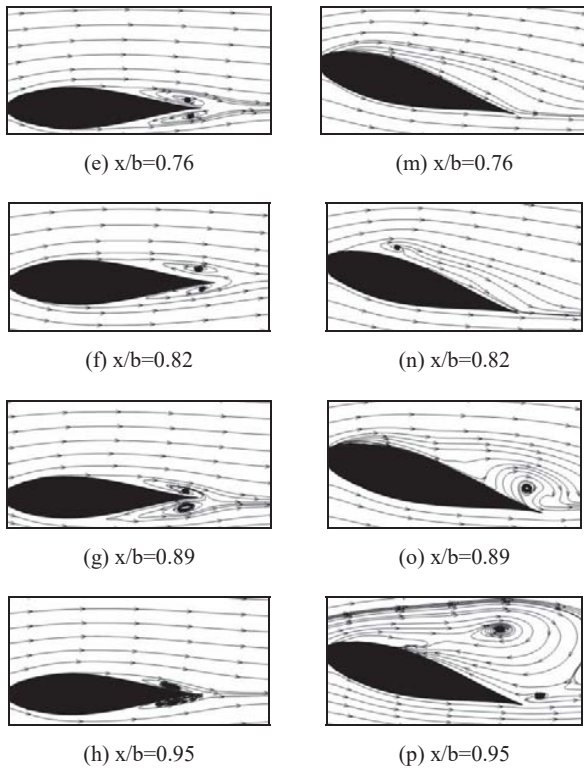 (e) x/b=0.76
(m) x/b=0.76
(f) x/b=0.82
(n) x/b=0.82
(g) x/b=0.89
(o) x/b=0.89
(h) x/b=0.95
(p) x/b=0.95